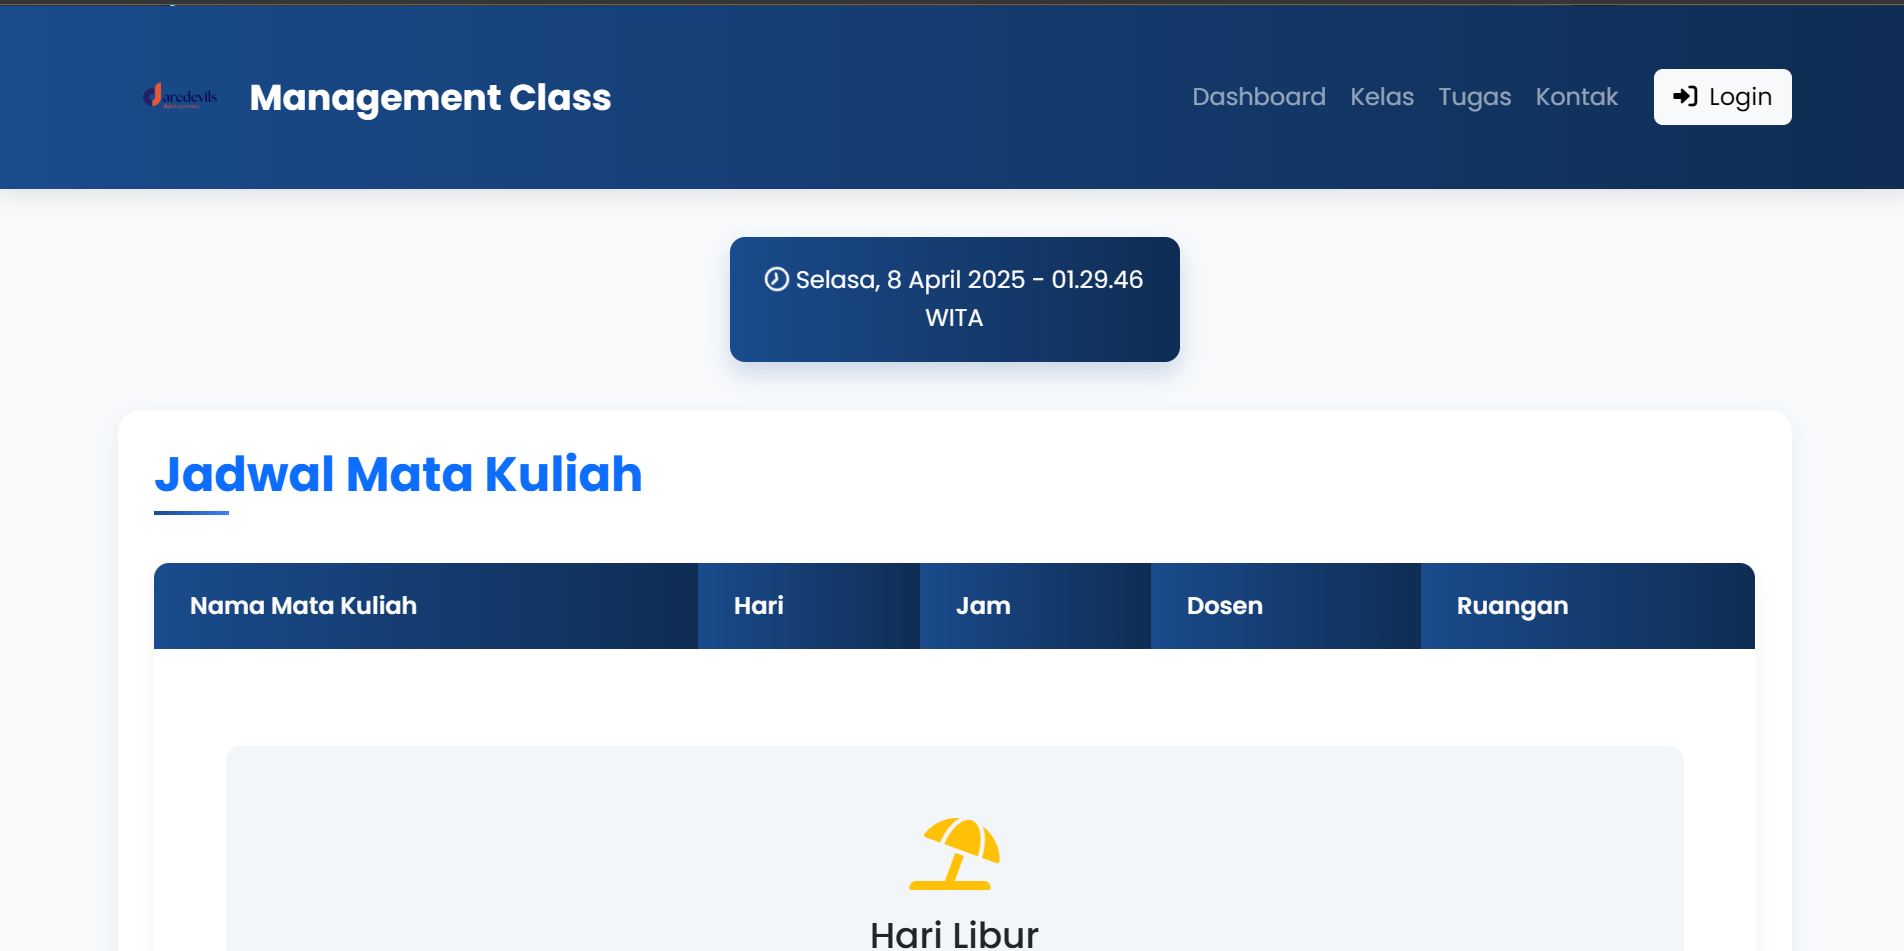 aredevils
Management Class
Dashboard Kelas Tugas Kontak Login
Selasa, 8 April 2025 - 01.29.46
WITA
Jadwal Mata Kuliah
Nama Mata Kuliah Hari Jam Dosen Ruangan
Hari Libur